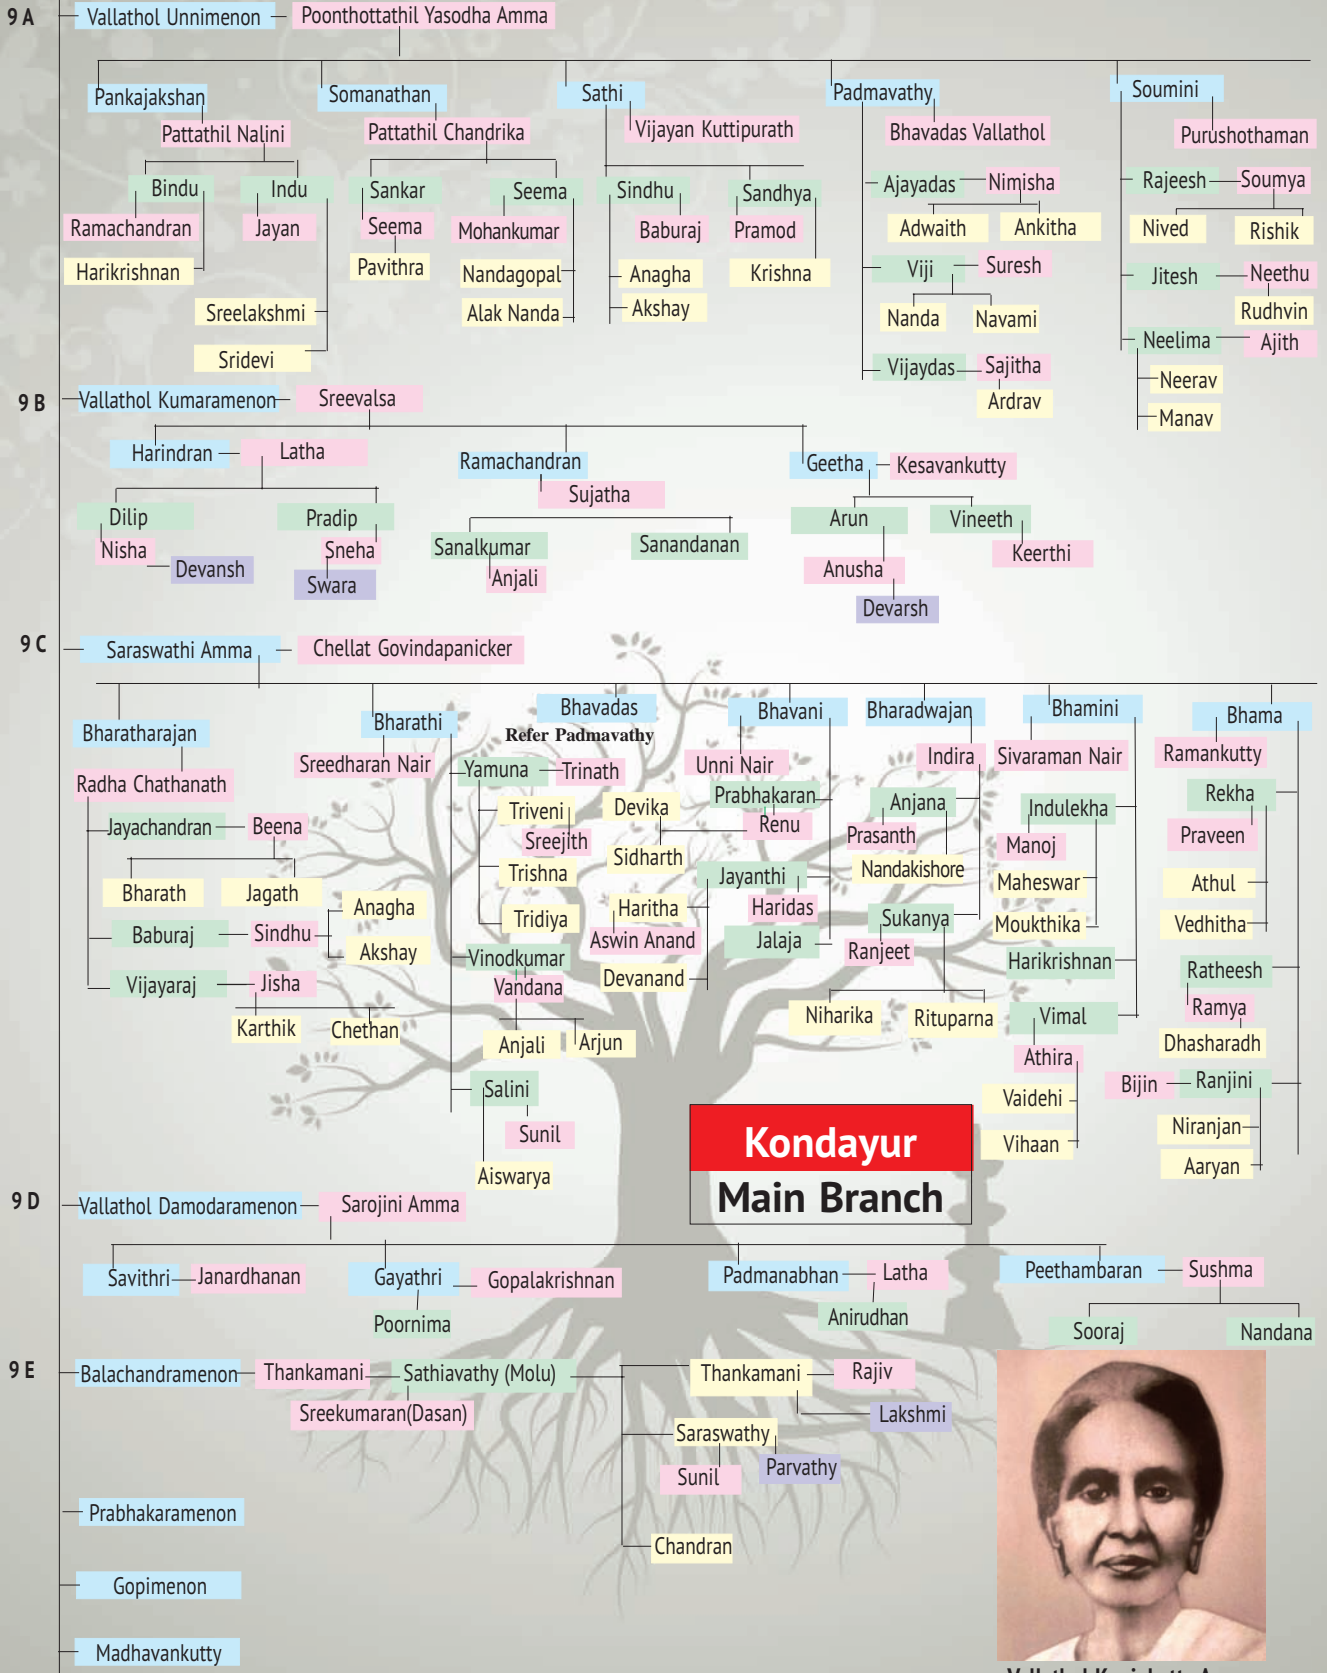 9 A
Vallathol Unnimenon
Poonthottathil Yasodha Amma
Pankajakshan
Somanathan
Sathi
Padmavathy
Soumini
Pattathil Nalini
Pattathil Chandrika
Vijayan Kuttipurath
Bhavadas Vallathol
Purushothaman
Bindu
Indu
Sankar
Seema
Sindhu
Sandhya
Ajayadas
Nimisha
Rajeesh
Soumya
Ramachandran
Jayan
Seema
Mohankumar
Baburaj
Pramod
Adwaith
Ankitha
Nived
Rishik
Harikrishnan
Pavithra
Nandagopal
Anagha
Krishna
Viji
Suresh
Jitesh
Neethu
Sreelakshmi
Alak Nanda
Akshay
Nanda
Navami
Rudhvin
Sridevi
Vijaydas
Sajitha
Neelima
Ajith
Ardrav
Neerav
Manav
9 B
Vallathol Kumaramenon
Sreevalsa
Harindran
Latha
Ramachandran
Geetha
Kesavankutty
Sujatha
Dilip
Pradip
Sanalkumar
Sanandanan
Arun
Vineeth
Nisha
Sneha
Anjali
Anusha
Keerthi
Devansh
Swara
Devarsh
9 C
Saraswathi Amma
Chellat Govindapanicker
Bharatharajan
Bharathi
Bhavadas
Bhavani
Bharadwajan
Bhamini
Bhama
Refer Padmavathy
Radha Chathanath
Sreedharan Nair
Unni Nair
Indira
Sivaraman Nair
Ramankutty
Yamuna
Trinath
Prabhakaran
Anjana
Indulekha
Rekha
Jayachandran
Beena
Triveni
Devika
Renu
Prasanth
Manoj
Praveen
Sreejith
Sidharth
Nandakishore
Maheswar
Athul
Bharath
Jagath
Trishna
Jayanthi
Moukthika
Vedhitha
Anagha
Tridiya
Haritha
Haridas
Sukanya
Baburaj
Sindhu
Akshay
Aswin Anand
Jalaja
Ranjeet
Harikrishnan
Ratheesh
Vijayaraj
Jisha
Vinodkumar
Devanand
Vandana
Niharika
Rituparna
Vimal
Ramya
Karthik
Chethan
Anjali
Arjun
Athira
Dhasharadh
Salini
Vaidehi
Bijin
Ranjini
Sunil
Vihaan
Niranjan
Aiswarya
Aaryan
Kondayur
Main Branch
9 D
Vallathol Damodaramenon
Sarojini Amma
Savithri
Janardhanan
Gayathri
Gopalakrishnan
Padmanabhan
Latha
Peethambaran
Sushma
Poornima
Anirudhan
Sooraj
Nandana
9 E
Balachandramenon
Thankamani
Sathiavathy (Molu)
Thankamani
Rajiv
Sreekumaran(Dasan)
Lakshmi
Saraswathy
Sunil
Parvathy
Chandran
Prabhakaramenon
Gopimenon
Madhavankutty